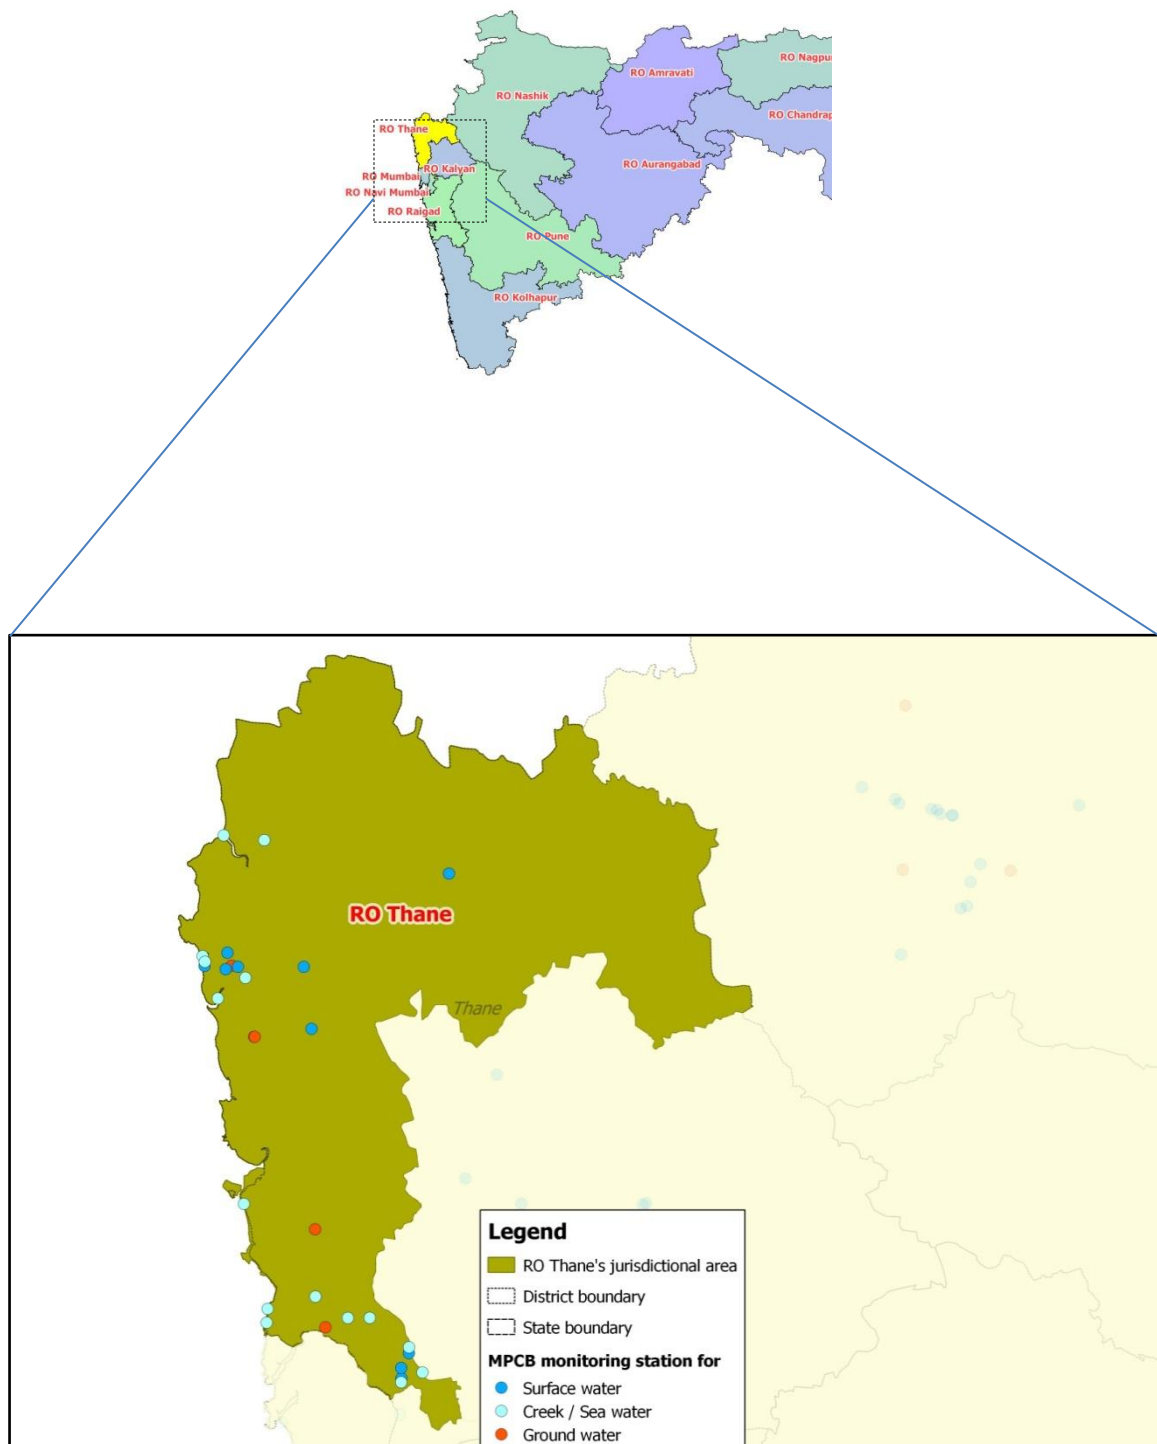 RO Nagpur
RO Amravati
RO Nashik
RO Chandrap
RO Thane
RO Aurangabad
RO Kalyan
RO Mumbai
RO Navi Mumbai
RO Raigad
RO Pune
RO Kolhapur
RO Thane
Thane
Legend
RO Thane's jurisdictional area
District boundary
State boundary
MPCB monitoring station for
Surface water
Creek / Sea water
Ground water